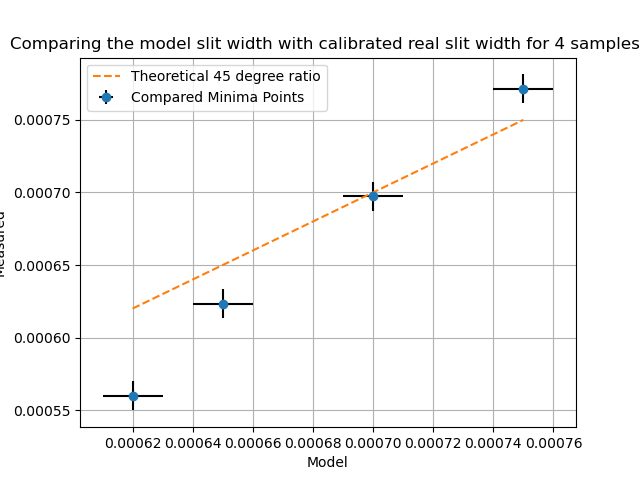 Comparing the model slit width with calibrated real slit width for 4 samples
Theoretical 45 degree ratio
Compared Minima Points
Measured
0.00075
0.00070
0.00065
0.00060
0.00055
0.00062 0.00064 0.00066 0.00068 0.00070 0.00072 0.00074 0.00076
Model